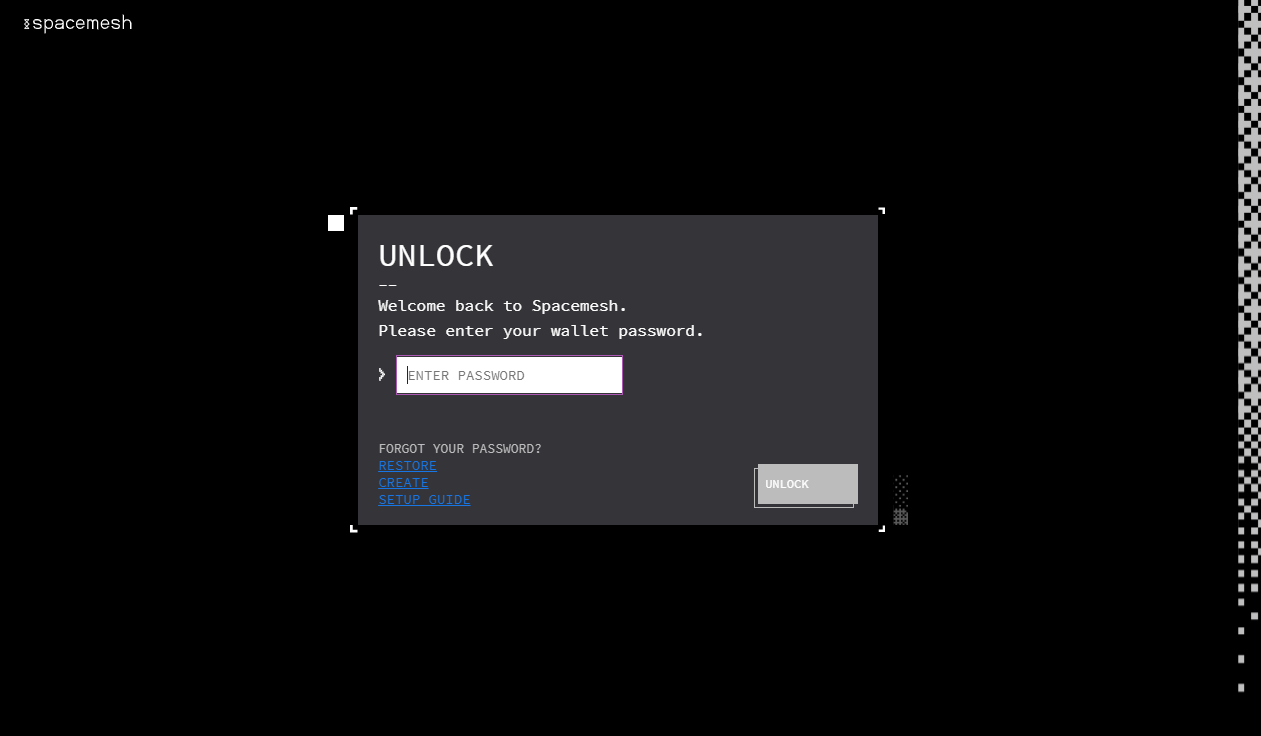 spacemesh
UNLOCK
--
Welcome back to Spacemesh.
Please enter your wallet password.
ENTER PASSWORD
FORGOT YOUR PASSWORD?
RESTORE
CREATE
SETUP GUIDE
UNLOCK